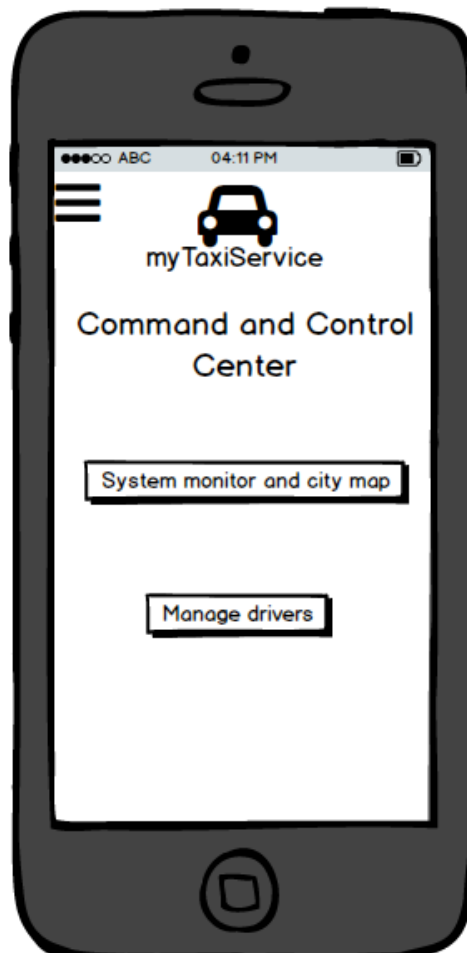 ABC 04:11 PM
myTaxiService
Command and Control
Center
System monitor and city map
Manage drivers